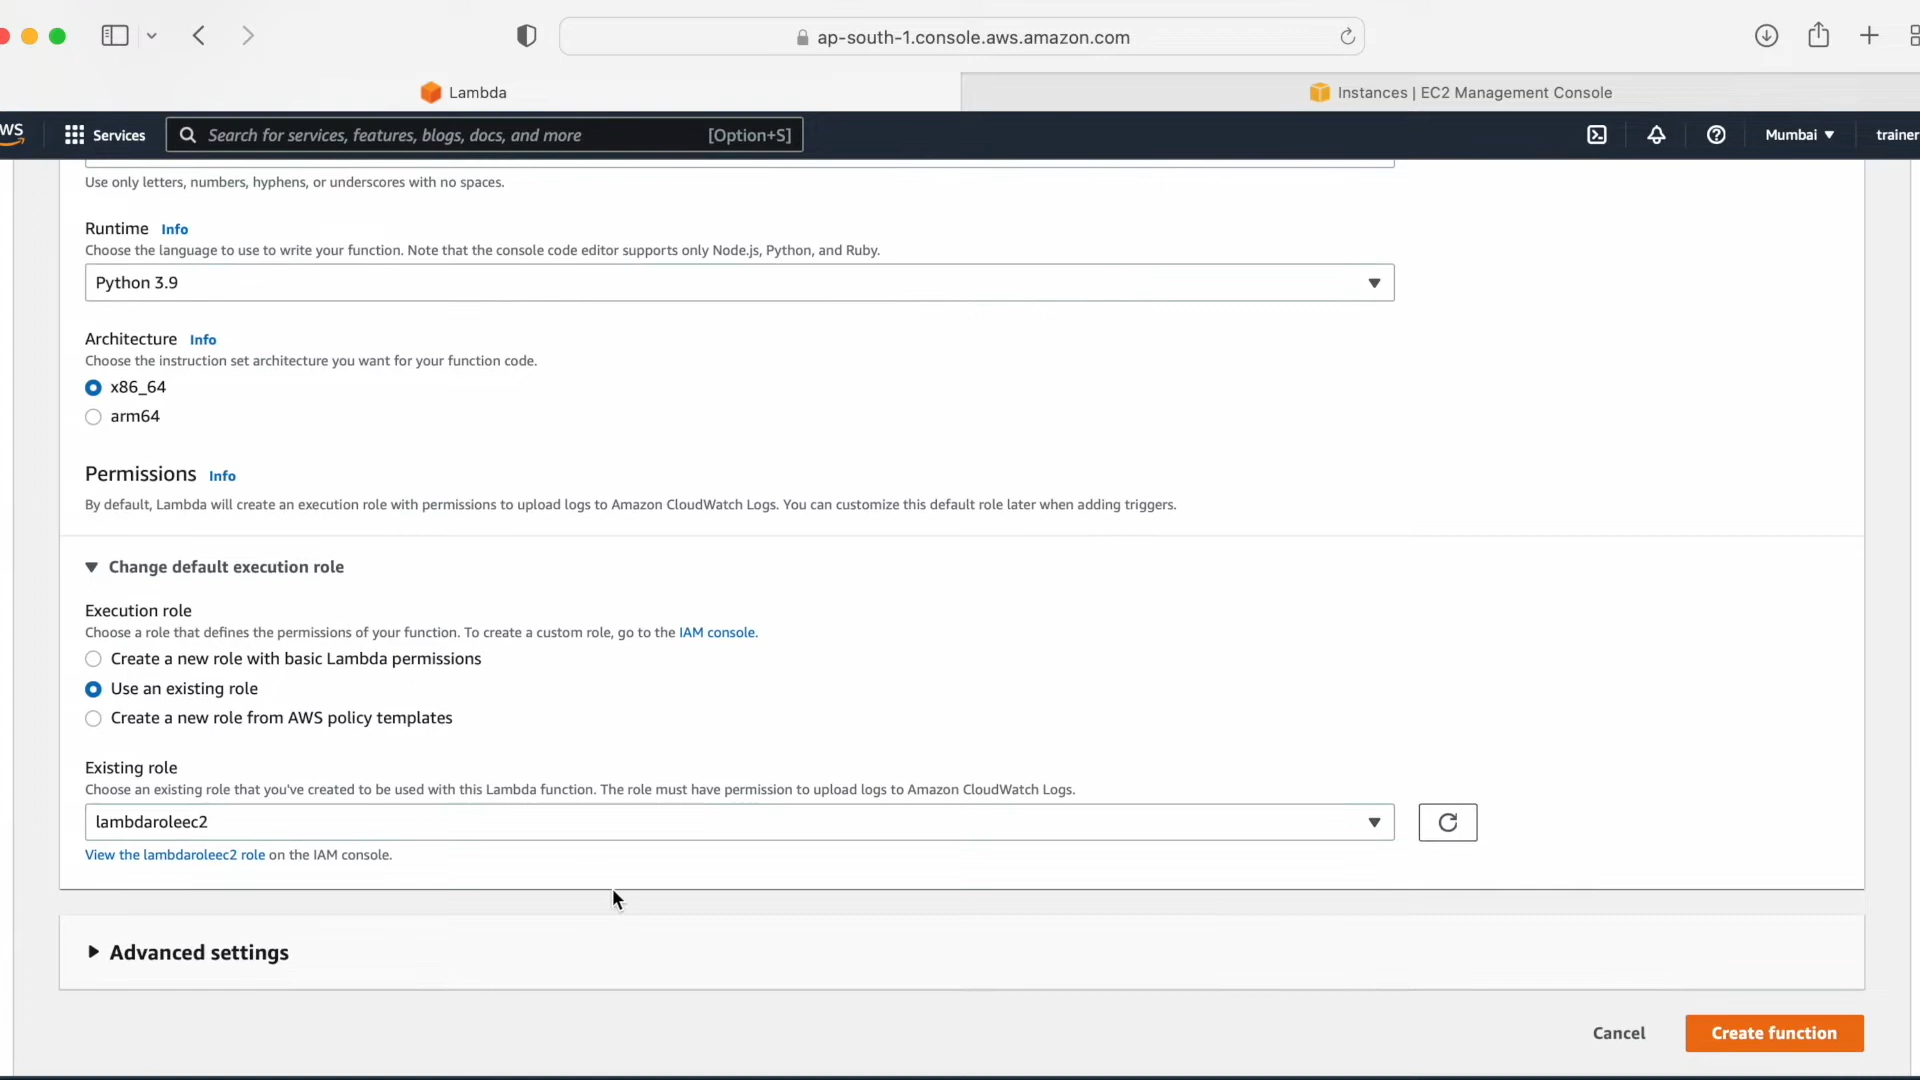 ap-south-1.console.aws.amazon.com
Lambda
Instances | EC2 Management Console
Services
Search for services, features, blogs, docs, and more
[Option+S]
Mumbai
trainer
Use only letters, numbers, hyphens, or underscores with no spaces.
Runtime Info
Choose the language to use to write your function. Note that the console code editor supports only Node.js, Python, and Ruby.
Python 3.9
Architecture Info
Choose the instruction set architecture you want for your function code.
x86_64
arm64
Permissions Info
By default, Lambda will create an execution role with permissions to upload logs to Amazon CloudWatch Logs. You can customize this default role later when adding triggers.
Change default execution role
Execution role
Choose a role that defines the permissions of your function. To create a custom role, go to the IAM console.
Create a new role with basic Lambda permissions
Use an existing role
Create a new role from AWS policy templates
Existing role
Choose an existing role that you've created to be used with this Lambda function. The role must have permission to upload logs to Amazon CloudWatch Logs.
lambdaroleec2
View the lambdaroleec2 role on the IAM console.
Advanced settings
Cancel
Create function